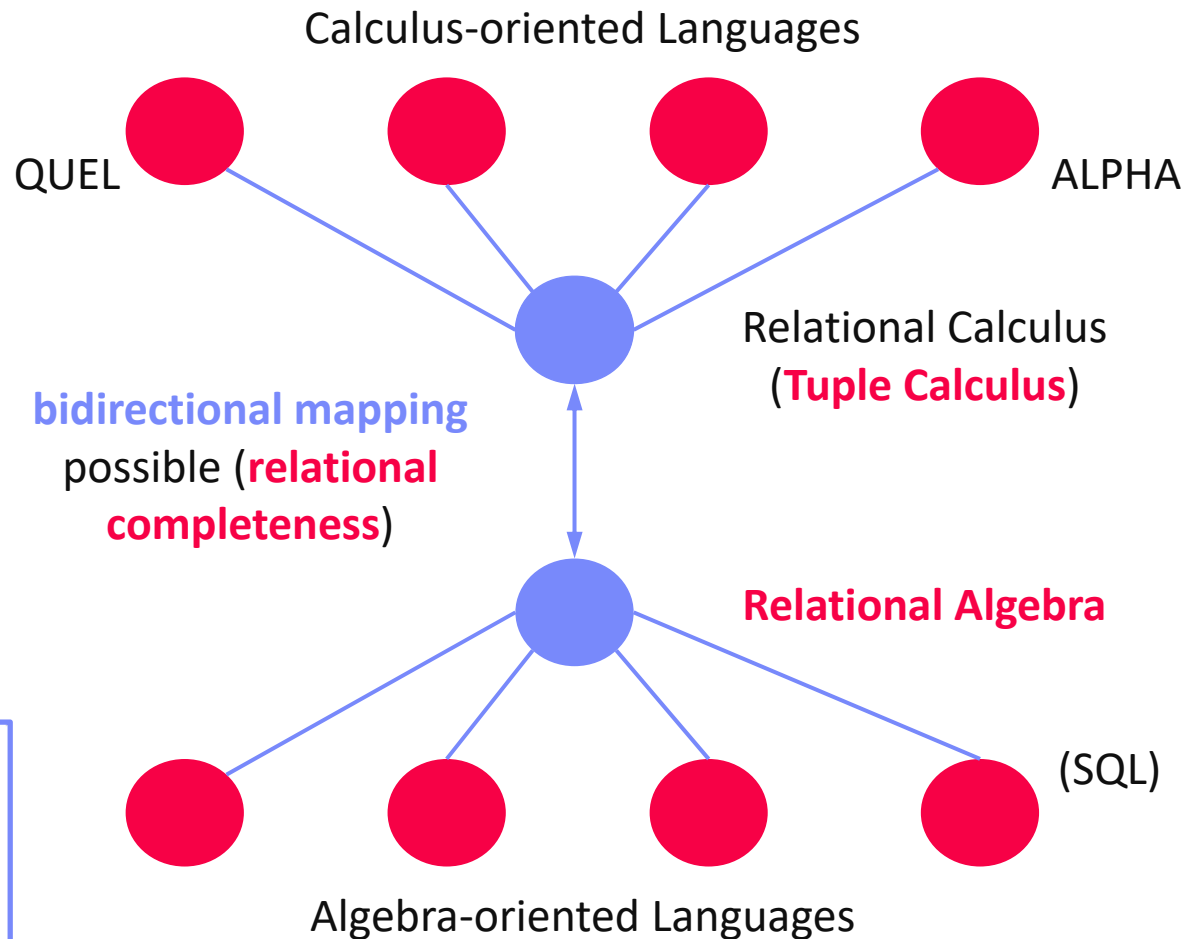 Calculus-oriented Languages
QUEL
ALPHA
Relational Calculus
(Tuple Calculus)
bidirectional mapping
possible (relational
completeness)
Relational Algebra
(SQL)
Algebra-oriented Languages